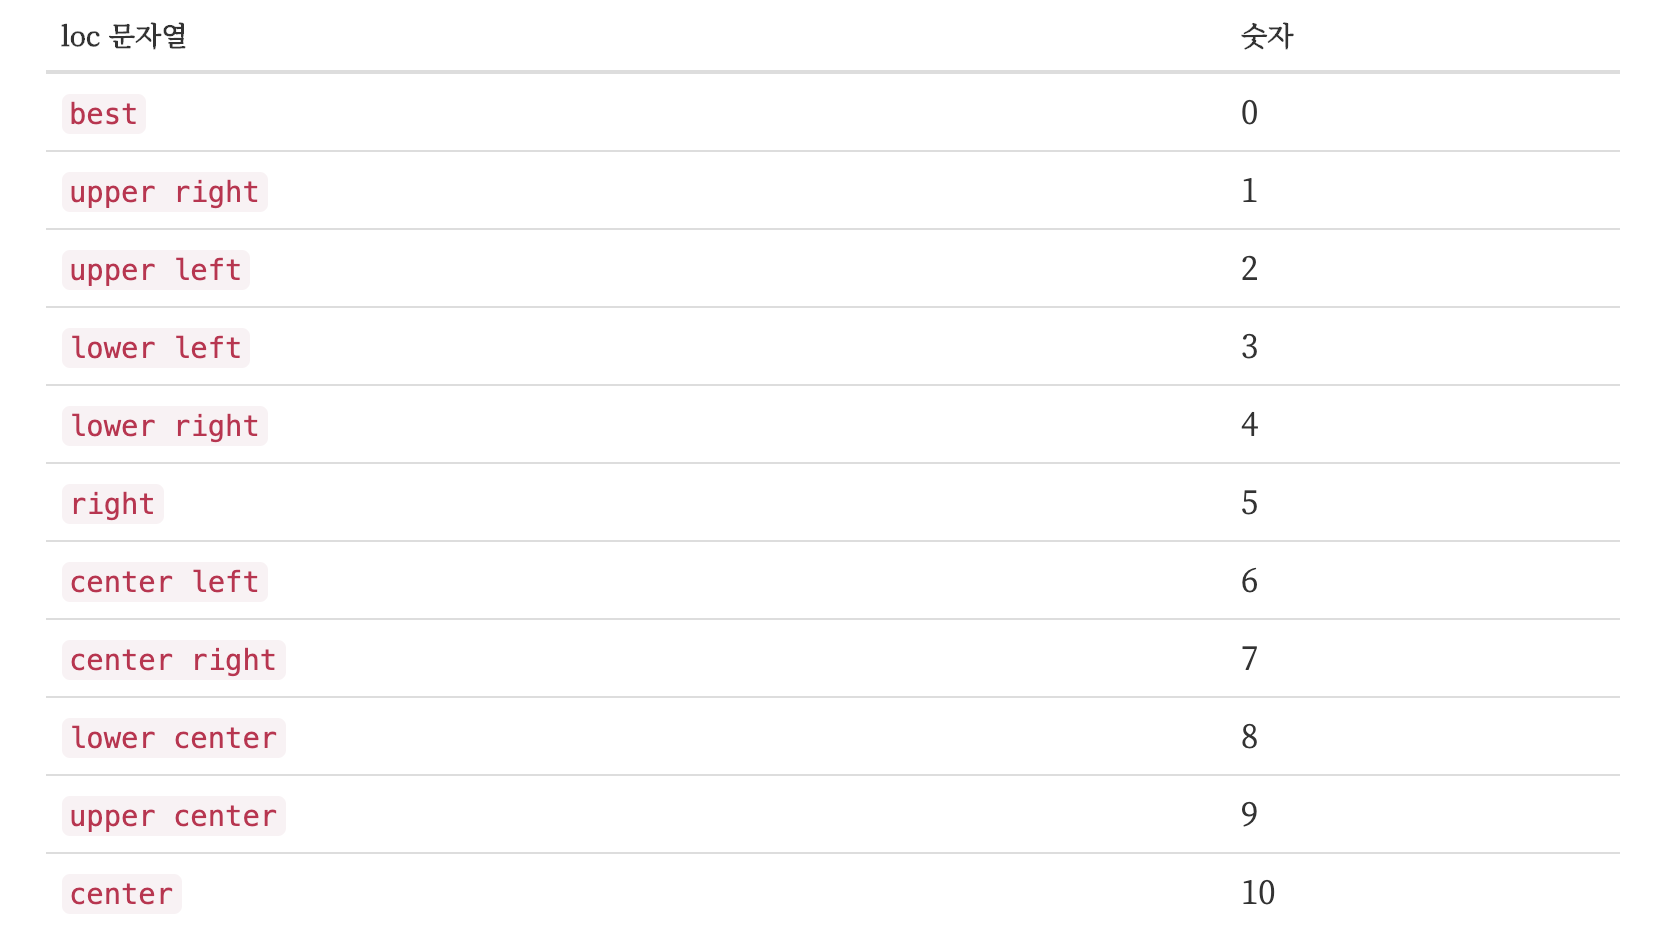 loc 문자열 숫자
best 0
upper right 1
upper left 2
lower left 3
lower right 4
right 5
center left 6
center right 7
lower center 8
upper center 9
center 10